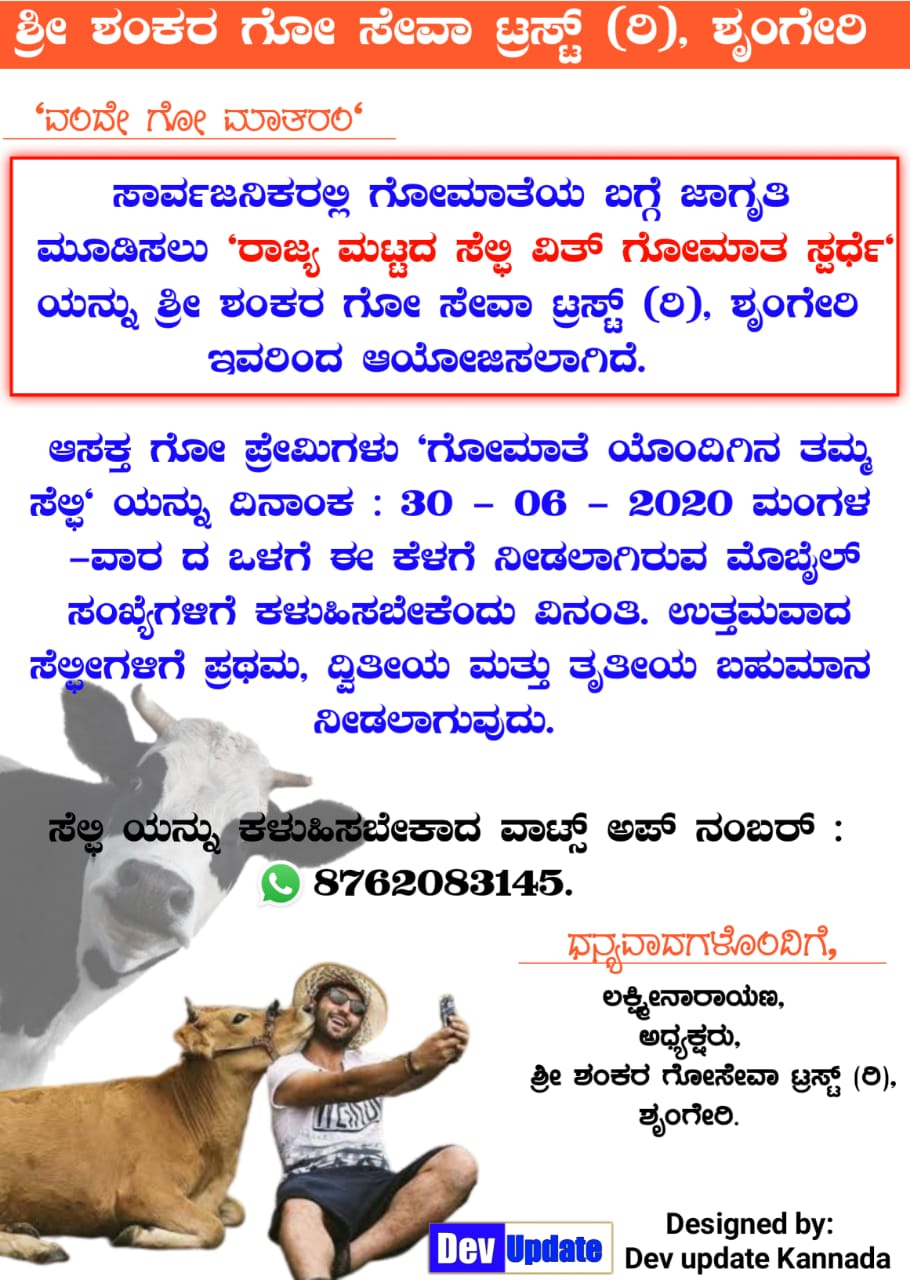 ಶ್ರೀ ಶಂಕರ ಗೋ ಸೇವಾ ಟ್ರಸ್ಟ್ (ರಿ), ಶೃಂಗೇರಿ
‘ವಂದೇ ಗೋ ಮಾತರಂ‘
ಸಾರ್ವಜನಿಕರಲ್ಲಿ ಗೋಮಾತೆಯ ಬಗ್ಗೆ ಜಾಗೃತಿ
ಮೂಡಿಸಲು ‘ರಾಜ್ಯ ಮಟ್ಟದ ಸೆಲ್ಫಿ ವಿತ್ ಗೋಮಾತ ಸ್ಪರ್ಧೆ‘
ಯನ್ನು ಶ್ರೀ ಶಂಕರ ಗೋ ಸೇವಾ ಟ್ರಸ್ಟ್ (ರಿ), ಶೃಂಗೇರಿ
ಇವರಿಂದ ಆಯೋಜಿಸಲಾಗಿದೆ.
ಆಸಕ್ತ ಗೋ ಪ್ರೇಮಿಗಳು ‘ಗೋಮಾತೆ ಯೊಂದಿಗಿನ ತಮ್ಮ
ಸೆಲ್ಫಿ‘ ಯನ್ನು ದಿನಾಂಕ : 30 – 06 – 2020 ಮಂಗಳ
–ವಾರ ದ ಒಳಗೆ ಈ ಕೆಳಗೆ ನೀಡಲಾಗಿರುವ ಮೊಬೈಲ್
ಸಂಖ್ಯೆಗಳಿಗೆ ಕಳುಹಿಸಬೇಕೆಂದು ವಿನಂತಿ. ಉತ್ತಮವಾದ
ಸೆಲ್ಫೀಗಳಿಗೆ ಪ್ರಥಮ, ದ್ವಿತೀಯ ಮತ್ತು ತೃತೀಯ ಬಹುಮಾನ
ನೀಡಲಾಗುವುದು.
ಸೆಲ್ಫಿ ಯನ್ನು ಕಳುಹಿಸಬೇಕಾದ ವಾಟ್ಸ್ ಅಪ್ ನಂಬರ್ :
8762083145.
ಧನ್ಯವಾದಗಳೊಂದಿಗೆ,
ಲಕ್ಷ್ಮೀನಾರಾಯಣ,
ಅಧ್ಯಕ್ಷರು,
ಶ್ರೀ ಶಂಕರ ಗೋಸೇವಾ ಟ್ರಸ್ಟ್ (ರಿ),
ಶೃಂಗೇರಿ.
Dev Update
Designed by:
Dev update Kannada